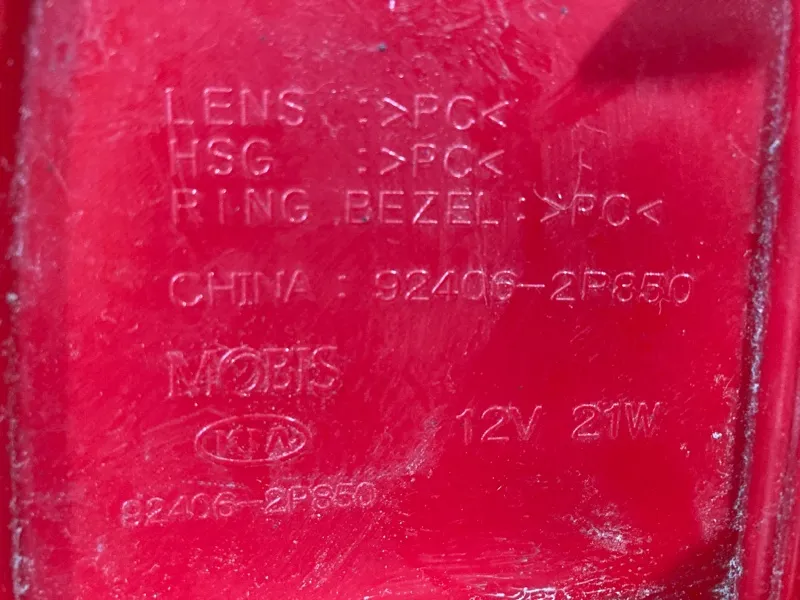 LENS :>PC<
HSG :>PC<
RING BEZEL:>PC<
CHINA : 92406-2P850
MOBIS
KIA
12V 21W
92406-2P850